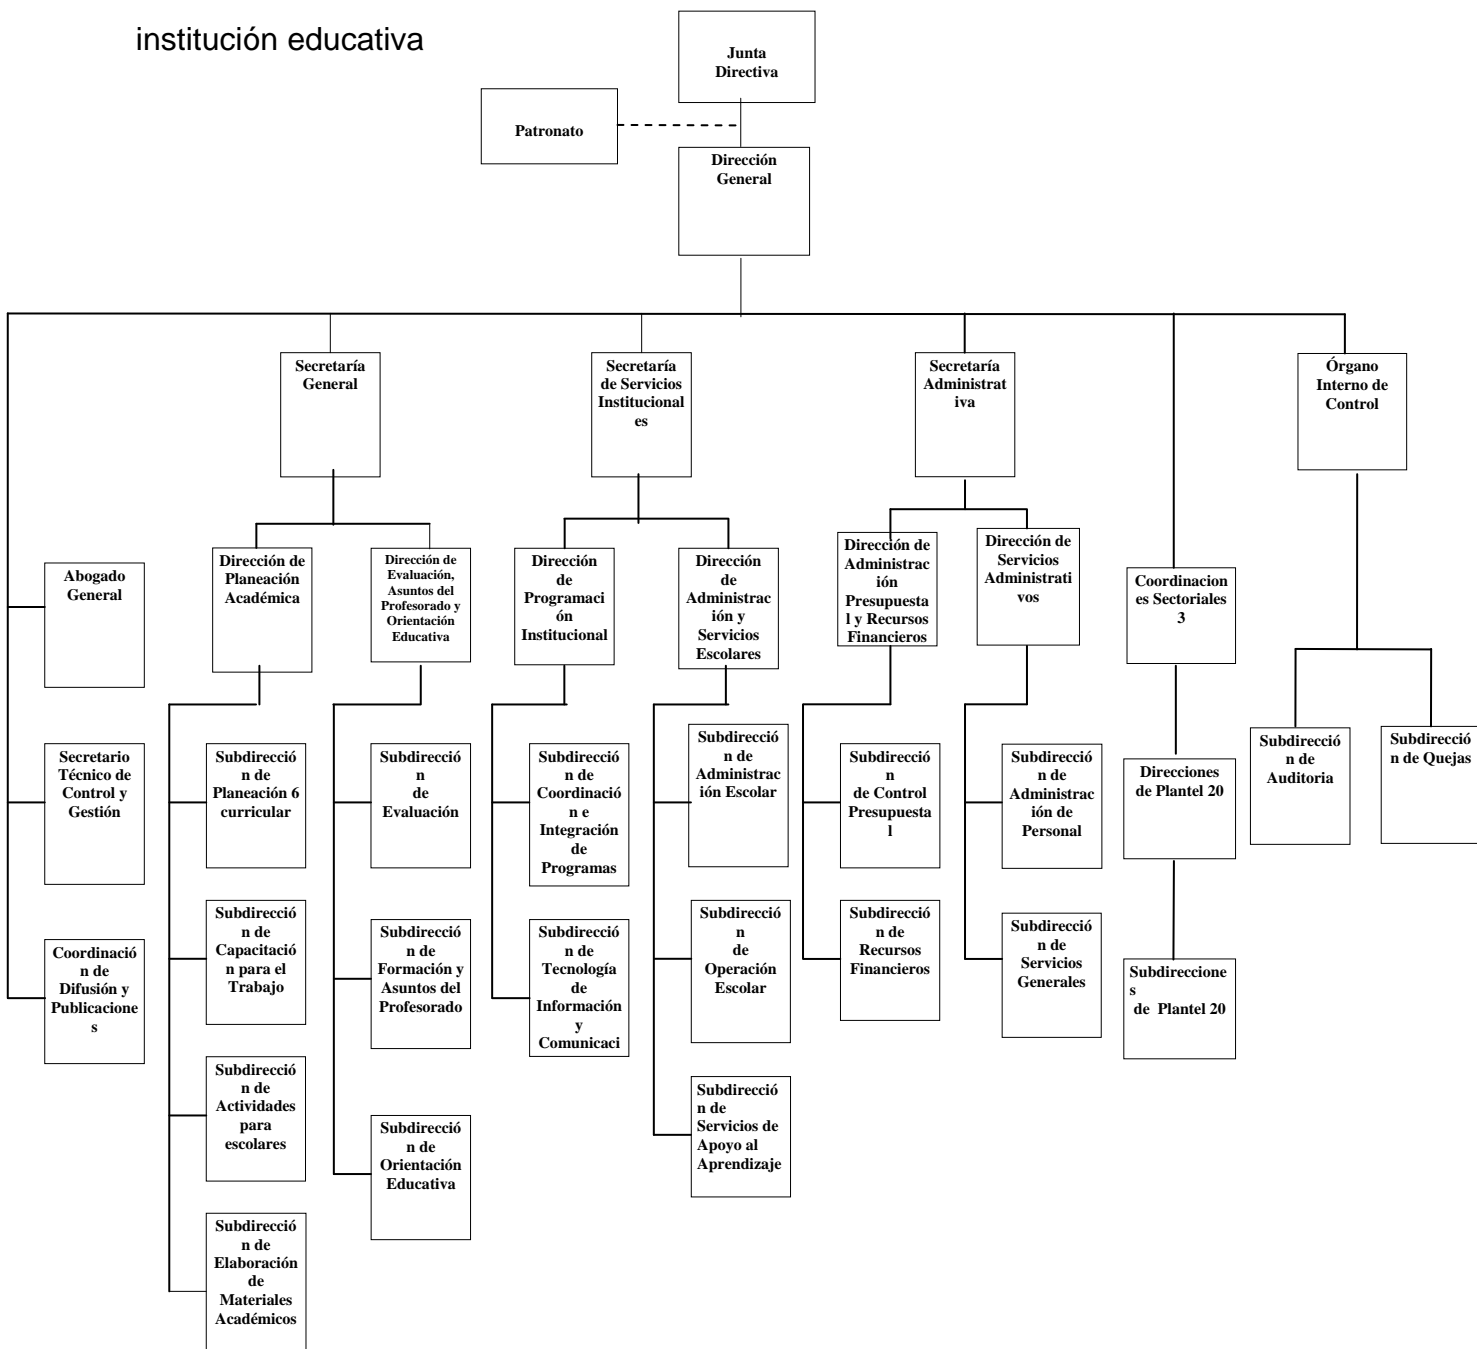 institución educativa
Junta
Directiva
Patronato
Dirección
General
Secretaría
General
Secretaría
de Servicios
Institucional
es
Secretaría
Administrat
iva
Órgano
Interno de
Control
Abogado
General
Dirección de
Planeación
Académica
Dirección de
Evaluación,
Asuntos del
Profesorado y
Orientación
Educativa
Dirección
de
Programaci
ón
Institucional
Dirección
de
Administrac
ión y
Servicios
Escolares
Dirección de
Administrac
ión
Presupuesta
l y Recursos
Financieros
Dirección de
Servicios
Administrati
vos
Coordinacion
es Sectoriales
3
Secretario
Técnico de
Control y
Gestión
Subdirecció
n de
Planeación 6
curricular
Subdirecció
n
de
Evaluación
Subdirecció
n de
Coordinació
n e
Integración
de
Programas
Subdirecció
n de
Administrac
ión Escolar
Subdirecció
n
de Control
Presupuesta
l
Subdirecció
n de
Administrac
ión de
Personal
Direcciones
de Plantel 20
Subdirecció
n de
Auditoria
Subdirecció
n de Quejas
Coordinació
n de
Difusión y
Publicacione
s
Subdirecció
n de
Capacitació
n para el
Trabajo
Subdirecció
n de
Formación y
Asuntos del
Profesorado
Subdirecció
n de
Tecnología
de
Información
y
Comunicaci
Subdirecció
n
de
Operación
Escolar
Subdirecció
n de
Recursos
Financieros
Subdirecció
n de
Servicios
Generales
Subdireccione
s
de Plantel 20
Subdirecció
n de
Actividades
para
escolares
Subdirecció
n de
Orientación
Educativa
Subdirecció
n de
Servicios de
Apoyo al
Aprendizaje
Subdirecció
n de
Elaboración
de
Materiales
Académicos